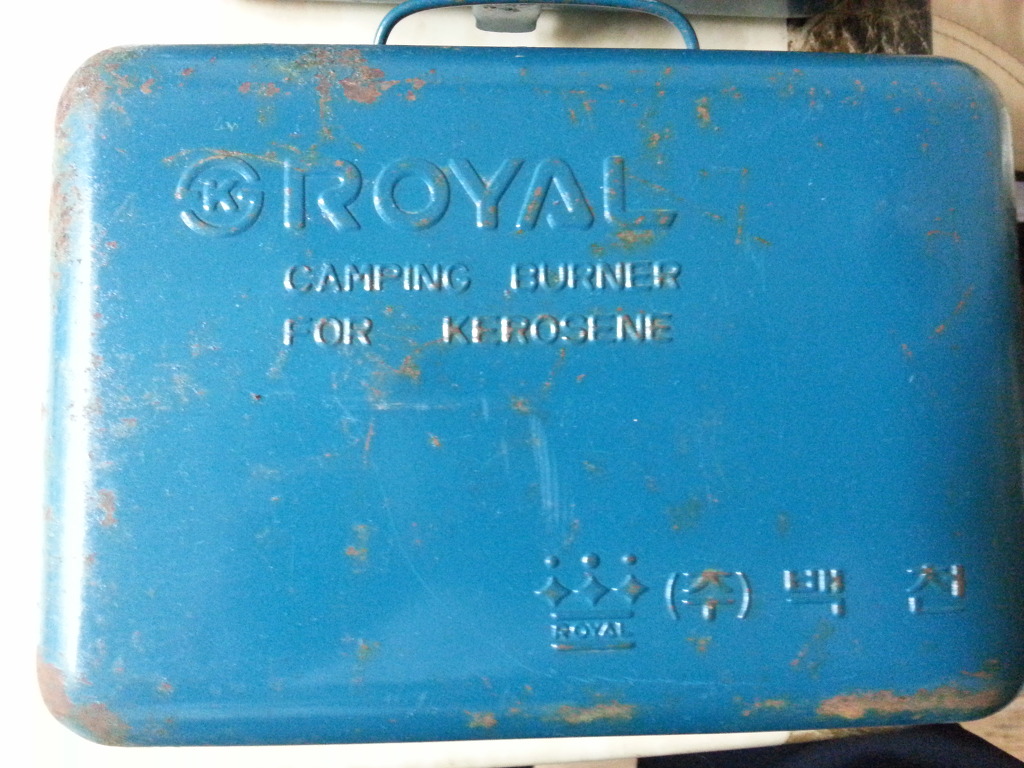 K ROYAL
CAMPING BURNER
FOR KEROSENE
ROYAL (주) 백 천